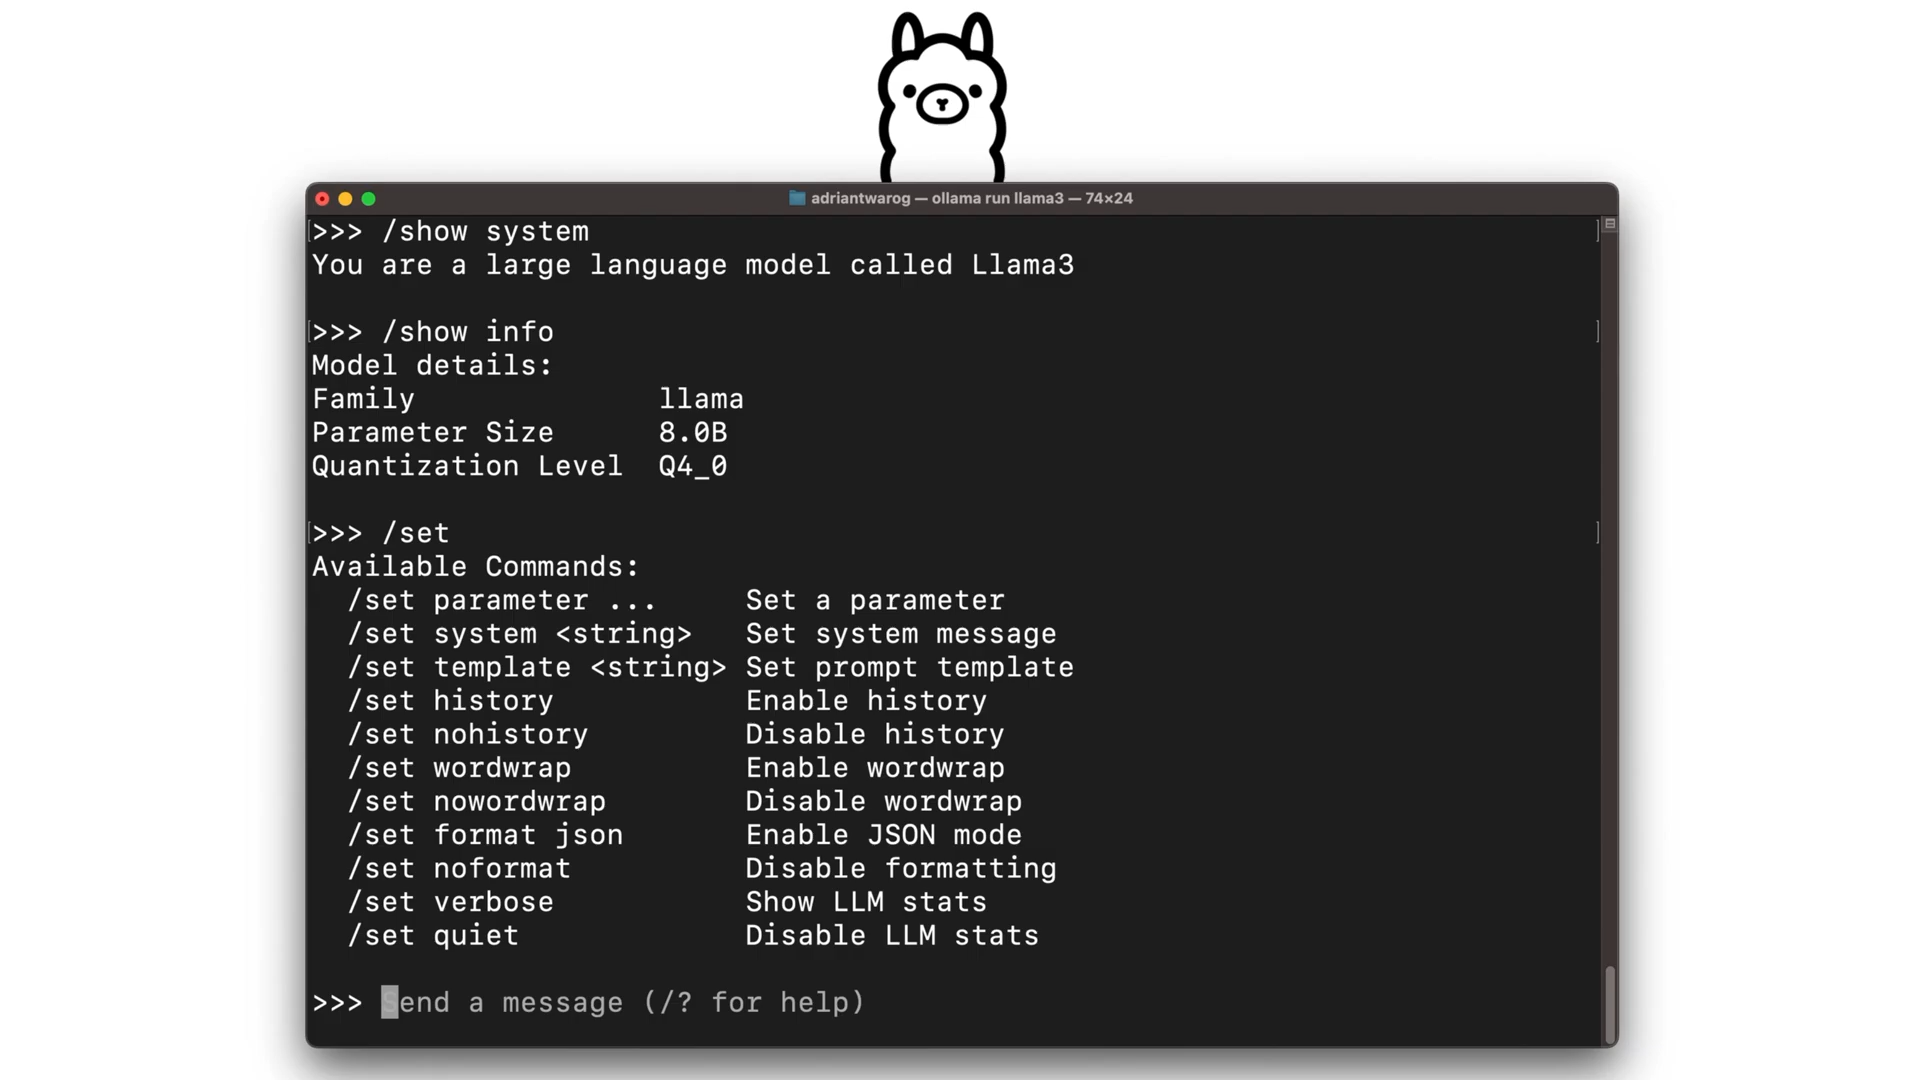 adriantwarog — ollama run llama3 — 74×24
>>> /show system
You are a large language model called Llama3
>>> /show info
Model details:
Family llama
Parameter Size 8.0B
Quantization Level Q4_0
>>> /set
Available Commands:
/set parameter ... Set a parameter
/set system <string> Set system message
/set template <string> Set prompt template
/set history Enable history
/set nohistory Disable history
/set wordwrap Enable wordwrap
/set nowordwrap Disable wordwrap
/set format json Enable JSON mode
/set noformat Disable formatting
/set verbose Show LLM stats
/set quiet Disable LLM stats
>>> Send a message (/? for help)